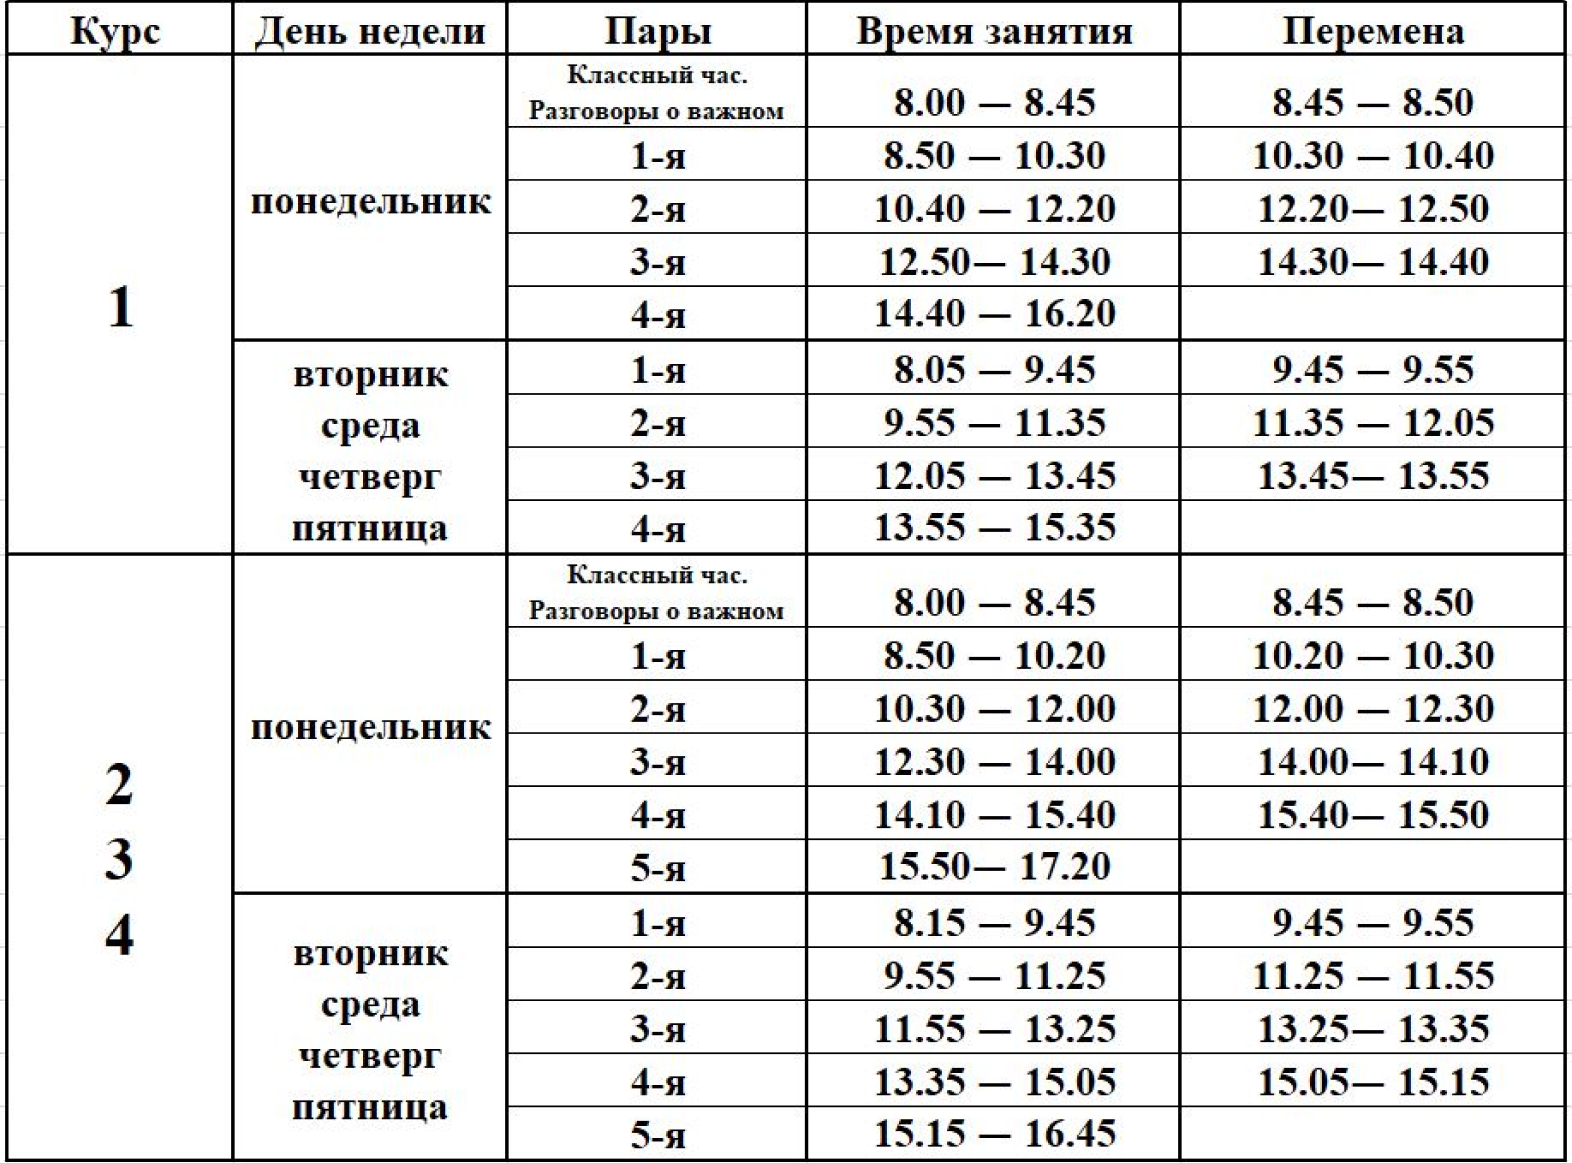 Курс День недели Пары Время занятия Перемена
1
понедельник
Классный час.
Разговоры о важном 8.00 — 8.45 8.45 — 8.50
1-я 8.50 — 10.30 10.30 — 10.40
2-я 10.40 — 12.20 12.20— 12.50
3-я 12.50— 14.30 14.30— 14.40
4-я 14.40 — 16.20
вторник
среда
четверг
пятница
1-я 8.05 — 9.45 9.45 — 9.55
2-я 9.55 — 11.35 11.35 — 12.05
3-я 12.05 — 13.45 13.45— 13.55
4-я 13.55 — 15.35
2
3
4
понедельник
Классный час.
Разговоры о важном 8.00 — 8.45 8.45 — 8.50
1-я 8.50 — 10.20 10.20 — 10.30
2-я 10.30 — 12.00 12.00 — 12.30
3-я 12.30 — 14.00 14.00— 14.10
4-я 14.10 — 15.40 15.40— 15.50
5-я 15.50— 17.20
вторник
среда
четверг
пятница
1-я 8.15 — 9.45 9.45 — 9.55
2-я 9.55 — 11.25 11.25 — 11.55
3-я 11.55 — 13.25 13.25— 13.35
4-я 13.35 — 15.05 15.05— 15.15
5-я 15.15 — 16.45